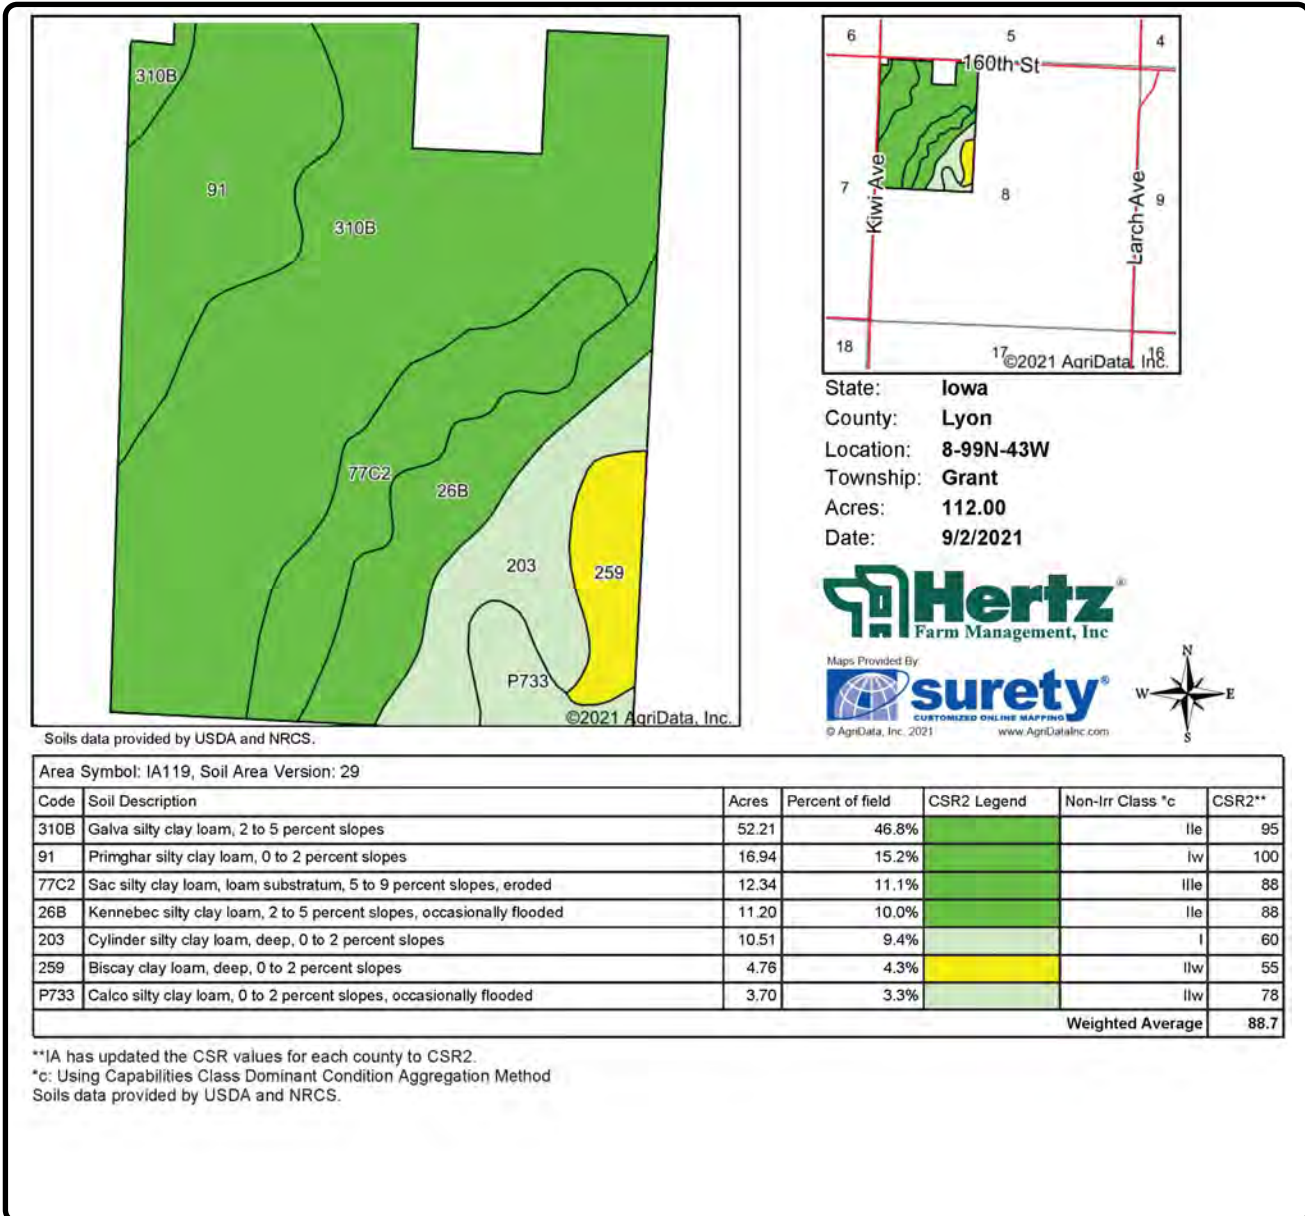 310B
91
310B
77C2
26B
203
259
P733
©2021 AgriData, Inc.
Soils data provided by USDA and NRCS.
6
5
4
160th St
7
Kiwi Ave
8
Larch Ave
9
18
17
16
©2021 AgriData, Inc.
State: Iowa
County: Lyon
Location: 8-99N-43W
Township: Grant
Acres: 112.00
Date: 9/2/2021
Hertz®
Farm Management, Inc
Maps Provided By:
surety®
CUSTOMIZED ONLINE MAPPING
© AgriData, Inc. 2021 www.AgriDataInc.com
N
W E
S
Area Symbol: IA119, Soil Area Version: 29
Code Soil Description Acres Percent of field CSR2 Legend Non-Irr Class *c CSR2**
310B Galva silty clay loam, 2 to 5 percent slopes 52.21 46.8% IIe 95
91 Primghar silty clay loam, 0 to 2 percent slopes 16.94 15.2% Iw 100
77C2 Sac silty clay loam, loam substratum, 5 to 9 percent slopes, eroded 12.34 11.1% IIIe 88
26B Kennebec silty clay loam, 2 to 5 percent slopes, occasionally flooded 11.20 10.0% IIe 88
203 Cylinder silty clay loam, deep, 0 to 2 percent slopes 10.51 9.4% I 60
259 Biscay clay loam, deep, 0 to 2 percent slopes 4.76 4.3% IIw 55
P733 Calco silty clay loam, 0 to 2 percent slopes, occasionally flooded 3.70 3.3% IIw 78
Weighted Average 88.7
**IA has updated the CSR values for each county to CSR2.
*c: Using Capabilities Class Dominant Condition Aggregation Method
Soils data provided by USDA and NRCS.